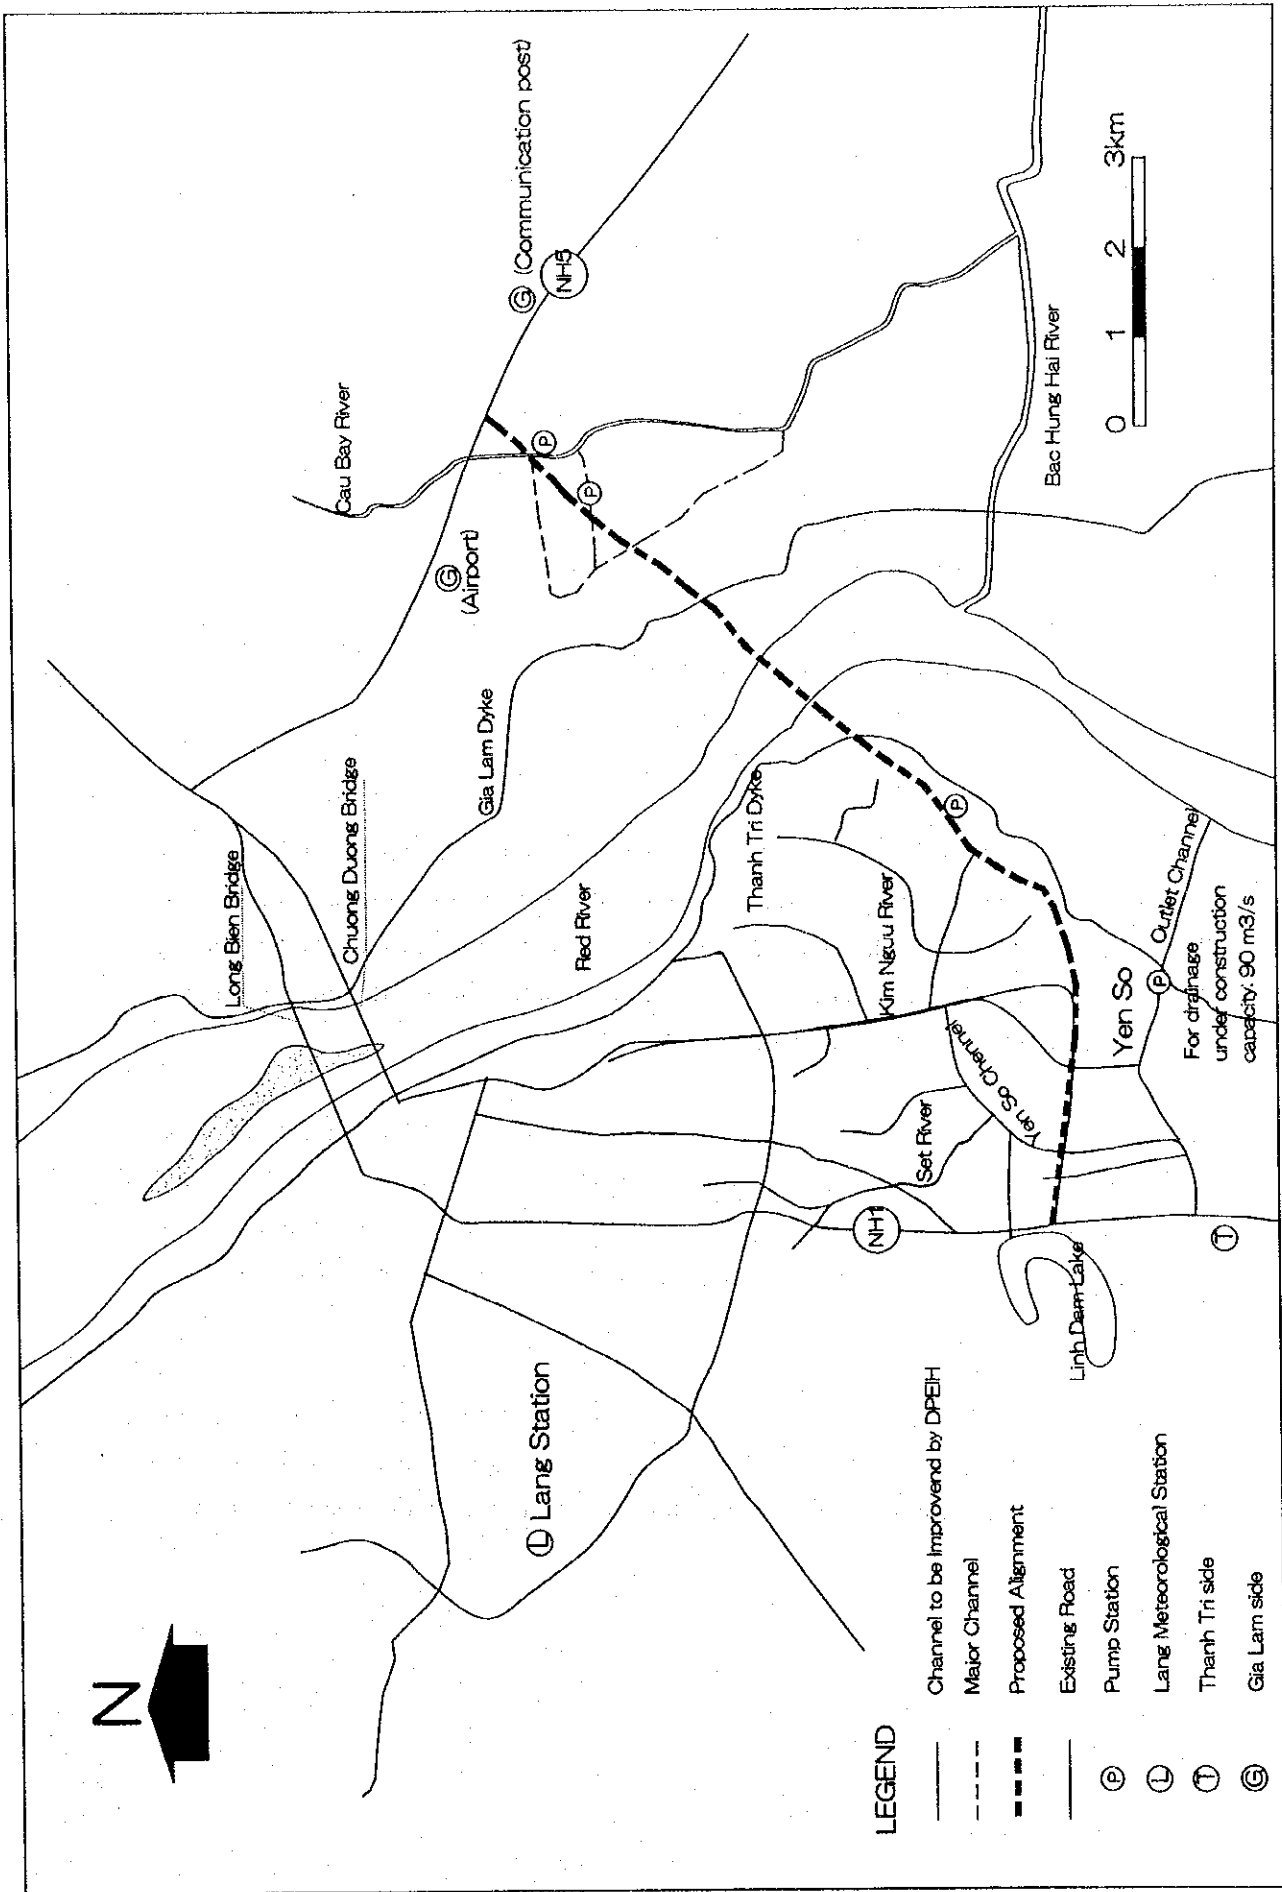 N
Long Bien Bridge
Chuong Duong Bridge
Cau Bay River
G (Airport)
G (Communication post)
NH5
Gia Lam Dyke
Red River
L Lang Station
Thanh Tri Dyke
Kim Nguu River
Set River
NH1
Yen So Chennel
Linh Dam Lake
Yen So
P
P
P
P
T
Outlet Channel
For drainage
under construction
capacity: 90 m3/s
Bac Hung Hai River
0 1 2 3km
LEGEND
Channel to be Improvend by DPEIH
Major Channel
Proposed Alignment
Existing Road
P Pump Station
L Lang Meteorological Station
T Thanh Tri side
G Gia Lam side